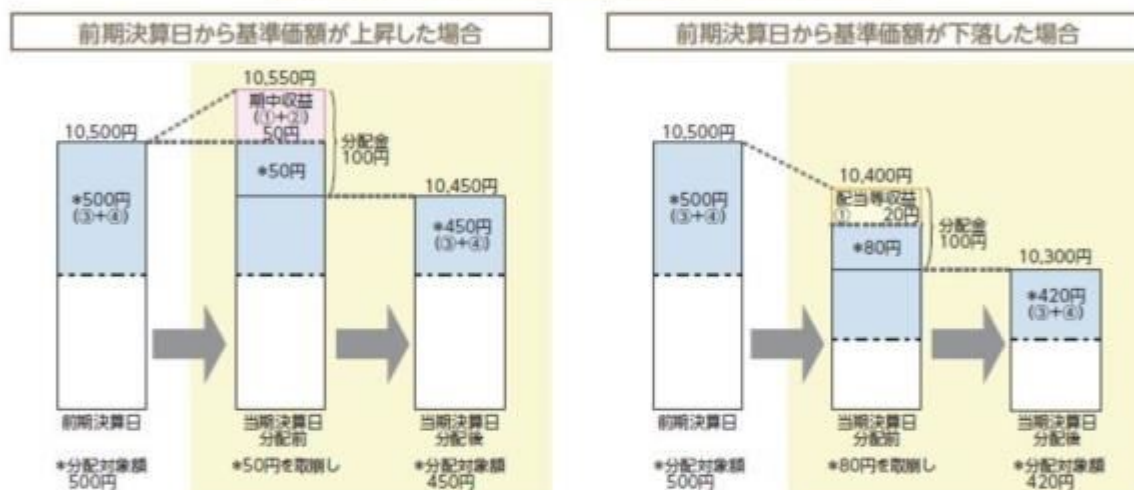 前期決算日から基準価額が上昇した場合
10,550円
期中収益
(①+②)
50円
10,500円
分配金
100円
*50円
*500円
(③+④)
10,450円
*450円
(③+④)
前期決算日
当期決算日
分配前
当期決算日
分配後
*分配対象額
500円
*50円を取崩し
*分配対象額
450円
前期決算日から基準価額が下落した場合
10,500円
10,400円
配当等収益
① 20円
*500円
(③+④)
分配金
100円
*80円
10,300円
*420円
(③+④)
前期決算日
当期決算日
分配前
当期決算日
分配後
*分配対象額
500円
*80円を取崩し
*分配対象額
420円